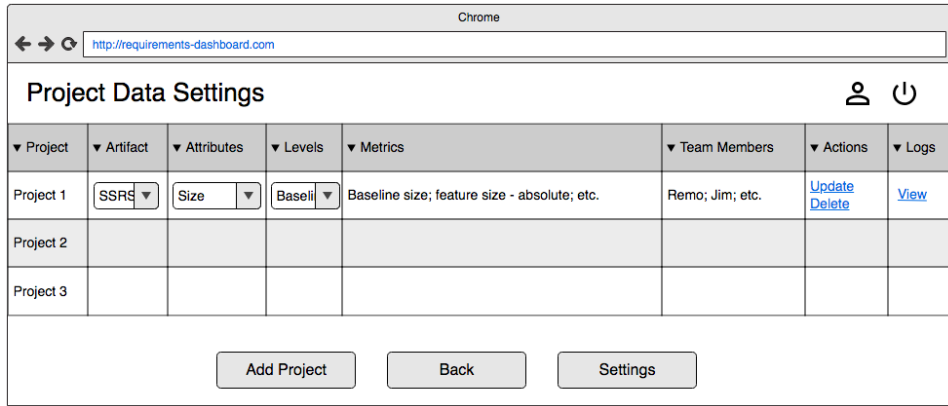 Chrome
http://requirements-dashboard.com
Project Data Settings
▼ Project ▼ Artifact ▼ Attributes ▼ Levels ▼ Metrics ▼ Team Members ▼ Actions ▼ Logs
Project 1 SSRS ▼ Size ▼ Baseli ▼ Baseline size; feature size - absolute; etc. Remo; Jim; etc. Update View
Delete
Project 2
Project 3
Add Project Back Settings